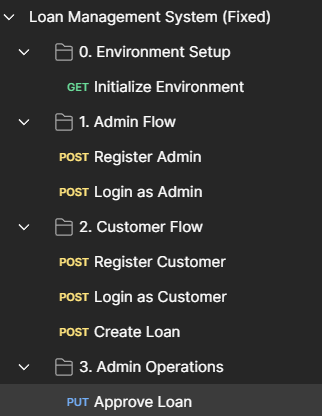 Loan Management System (Fixed)
0. Environment Setup
GET Initialize Environment
1. Admin Flow
POST Register Admin
POST Login as Admin
2. Customer Flow
POST Register Customer
POST Login as Customer
POST Create Loan
3. Admin Operations
PUT Approve Loan